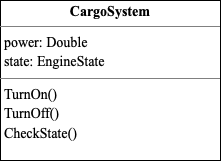 CargoSystem
power: Double
state: EngineState
TurnOn()
TurnOff()
CheckState()